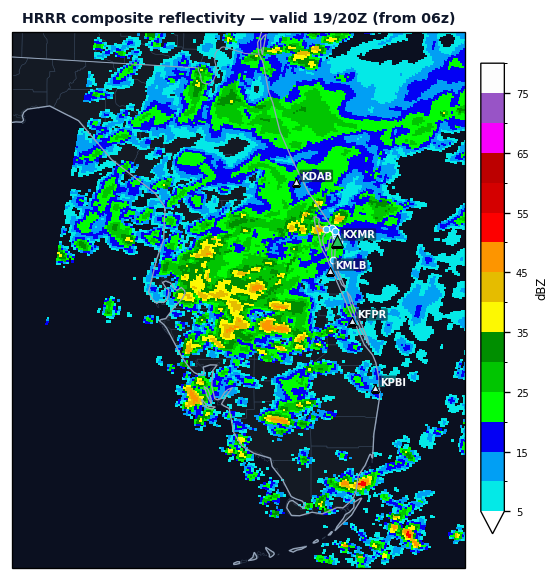 HRRR composite reflectivity — valid 19/20Z (from 06z)
KDAB
KXMR
KMLB
KFPR
KPBI
75
65
55
45
35
25
15
5
dBZ